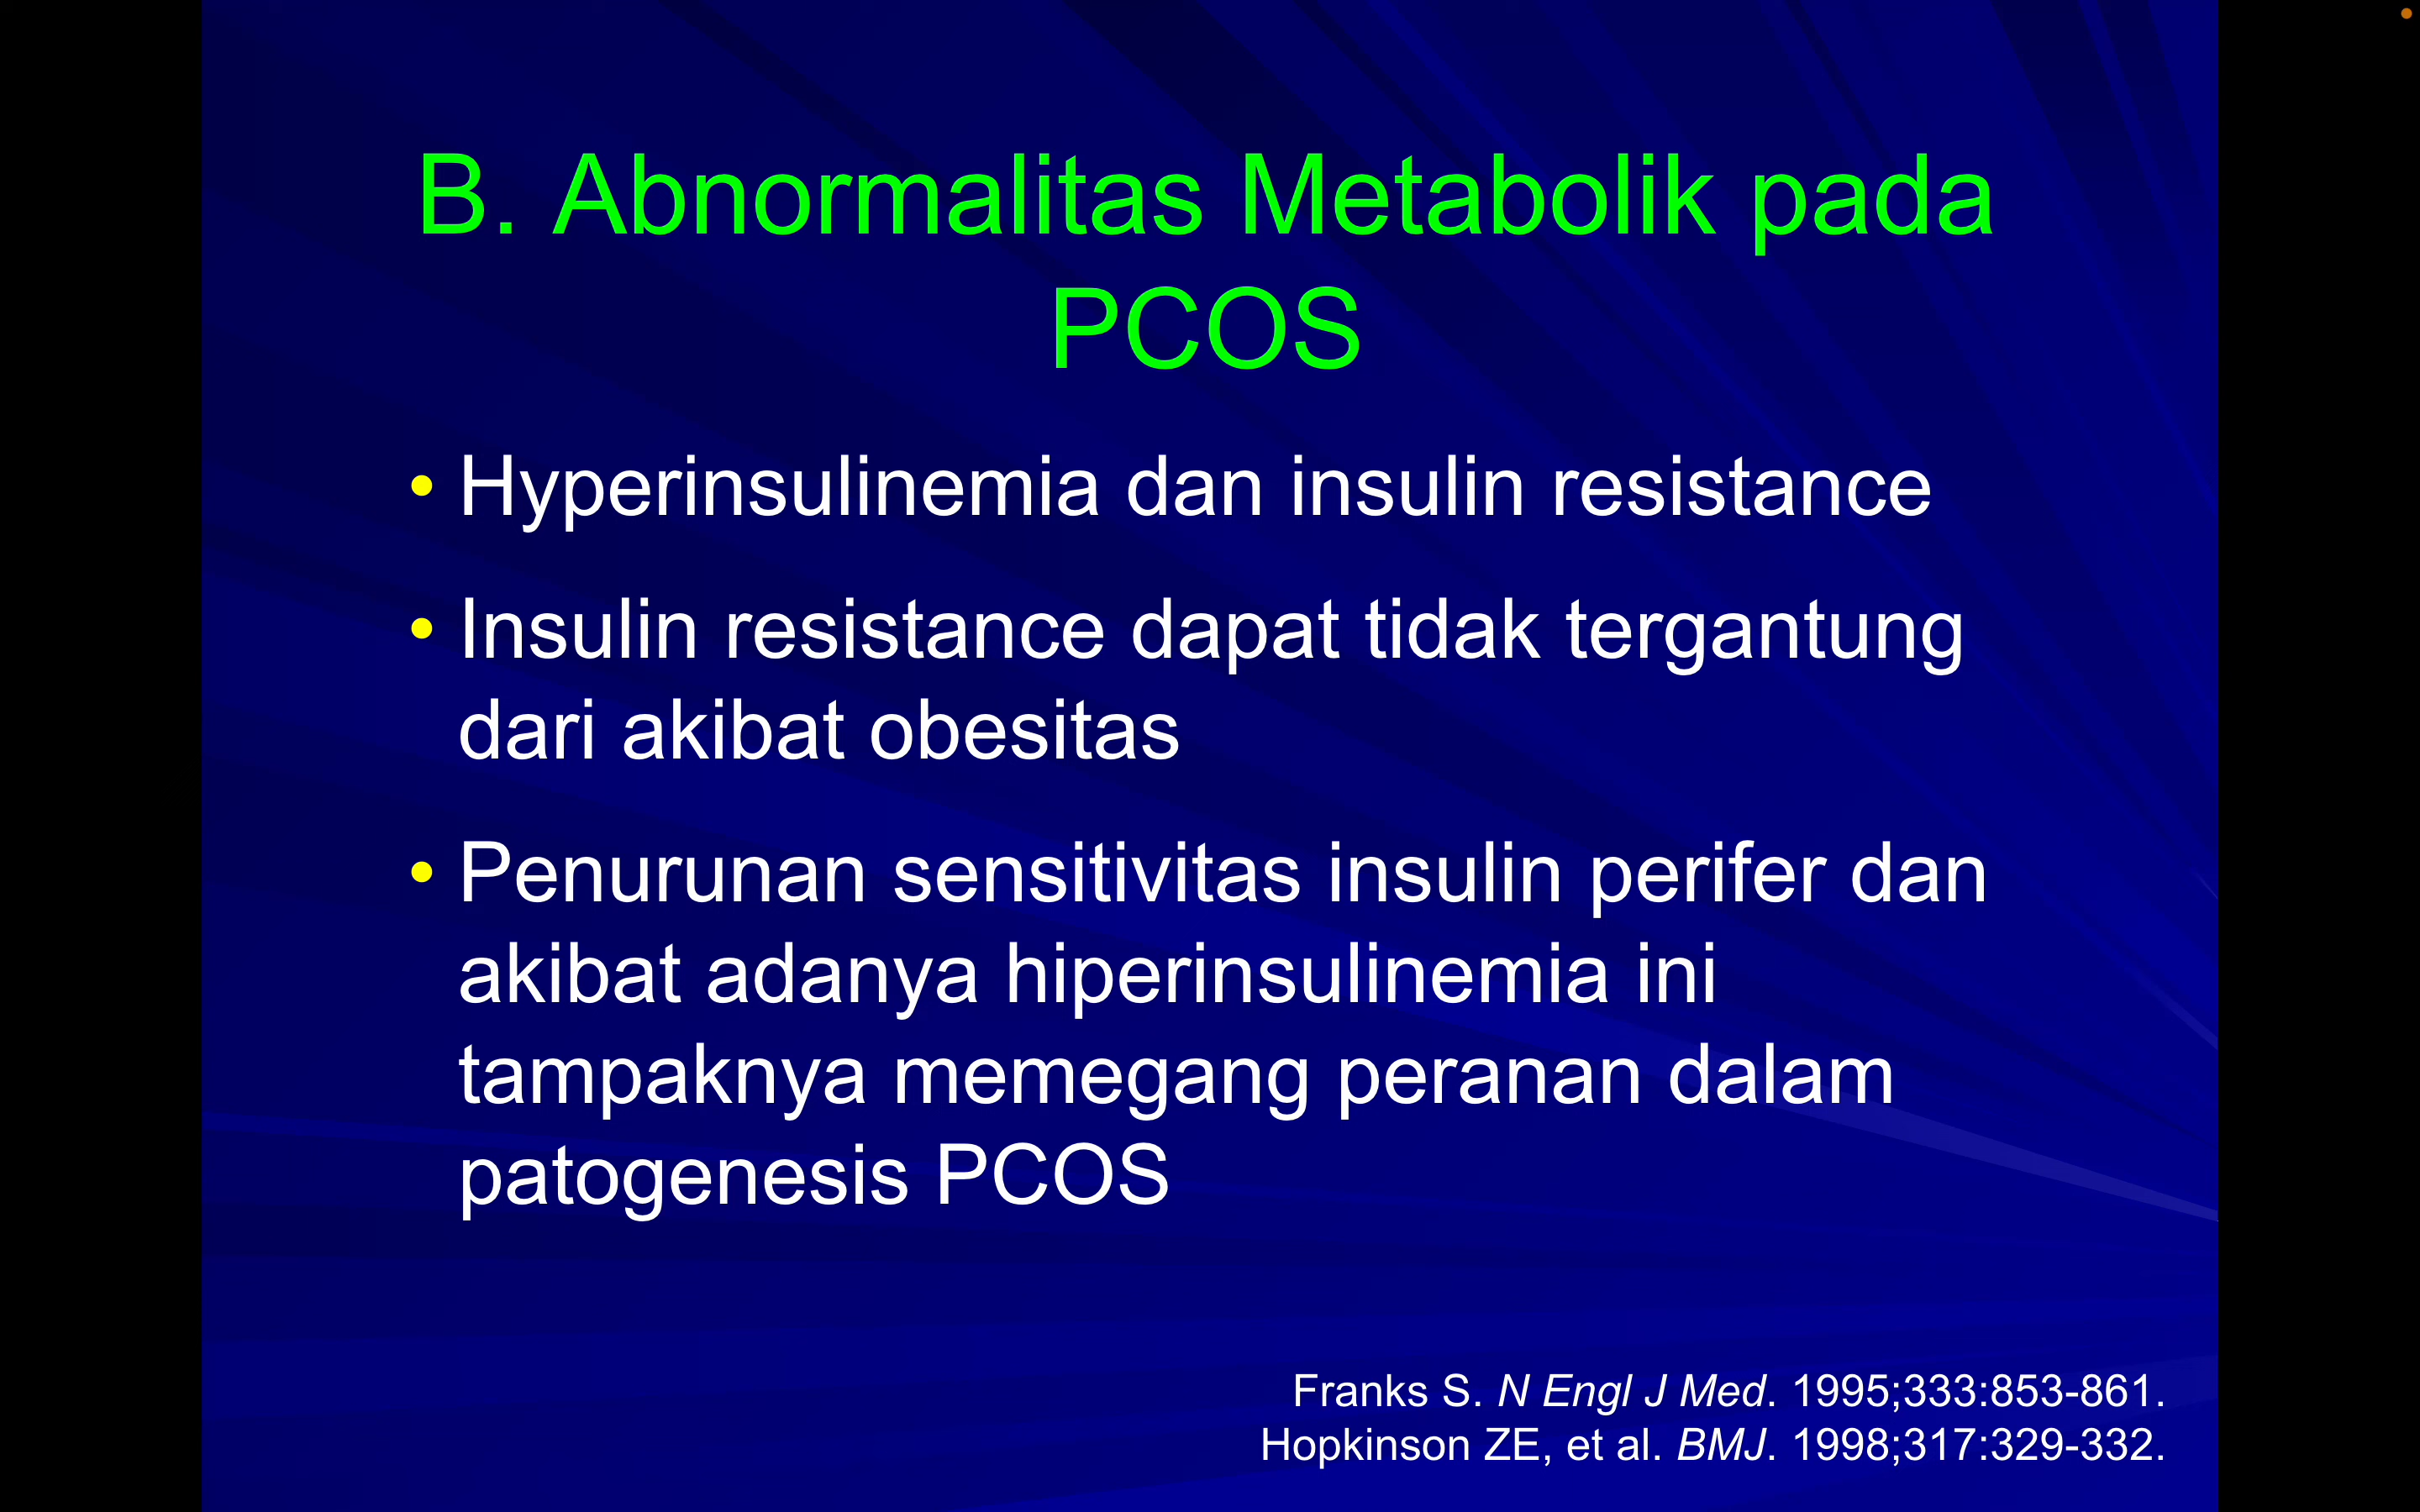 B. Abnormalitas Metabolik pada
PCOS
• Hyperinsulinemia dan insulin resistance
• Insulin resistance dapat tidak tergantung
dari akibat obesitas
• Penurunan sensitivitas insulin perifer dan
akibat adanya hiperinsulinemia ini
tampaknya memegang peranan dalam
patogenesis PCOS
Franks S. N Engl J Med. 1995;333:853-861.
Hopkinson ZE, et al. BMJ. 1998;317:329-332.